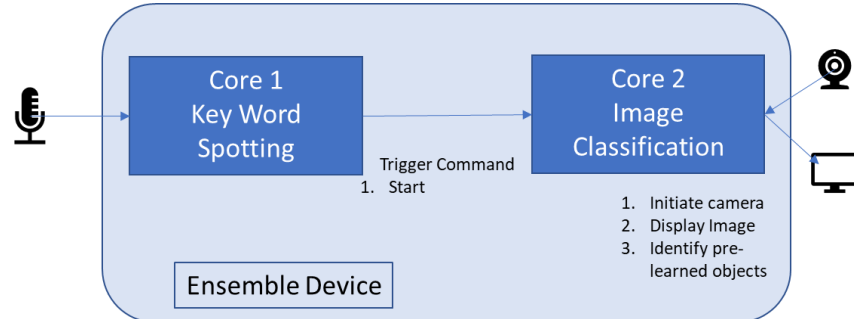 Core 1
Key Word
Spotting
Core 2
Image
Classification
Trigger Command
1. Start
1. Initiate camera
2. Display Image
3. Identify pre-
learned objects
Ensemble Device